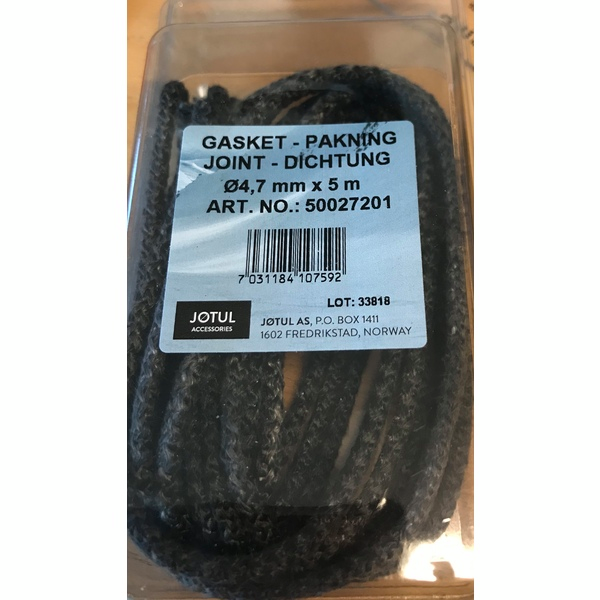 GASKET - PAKNING
JOINT - DICHTUNG
Ø4,7 mm x 5 m
ART. NO.: 50027201
7 031184 107592
LOT: 33818
JØTUL
ACCESSORIES
JØTUL AS, P.O. BOX 1411
1602 FREDRIKSTAD, NORWAY